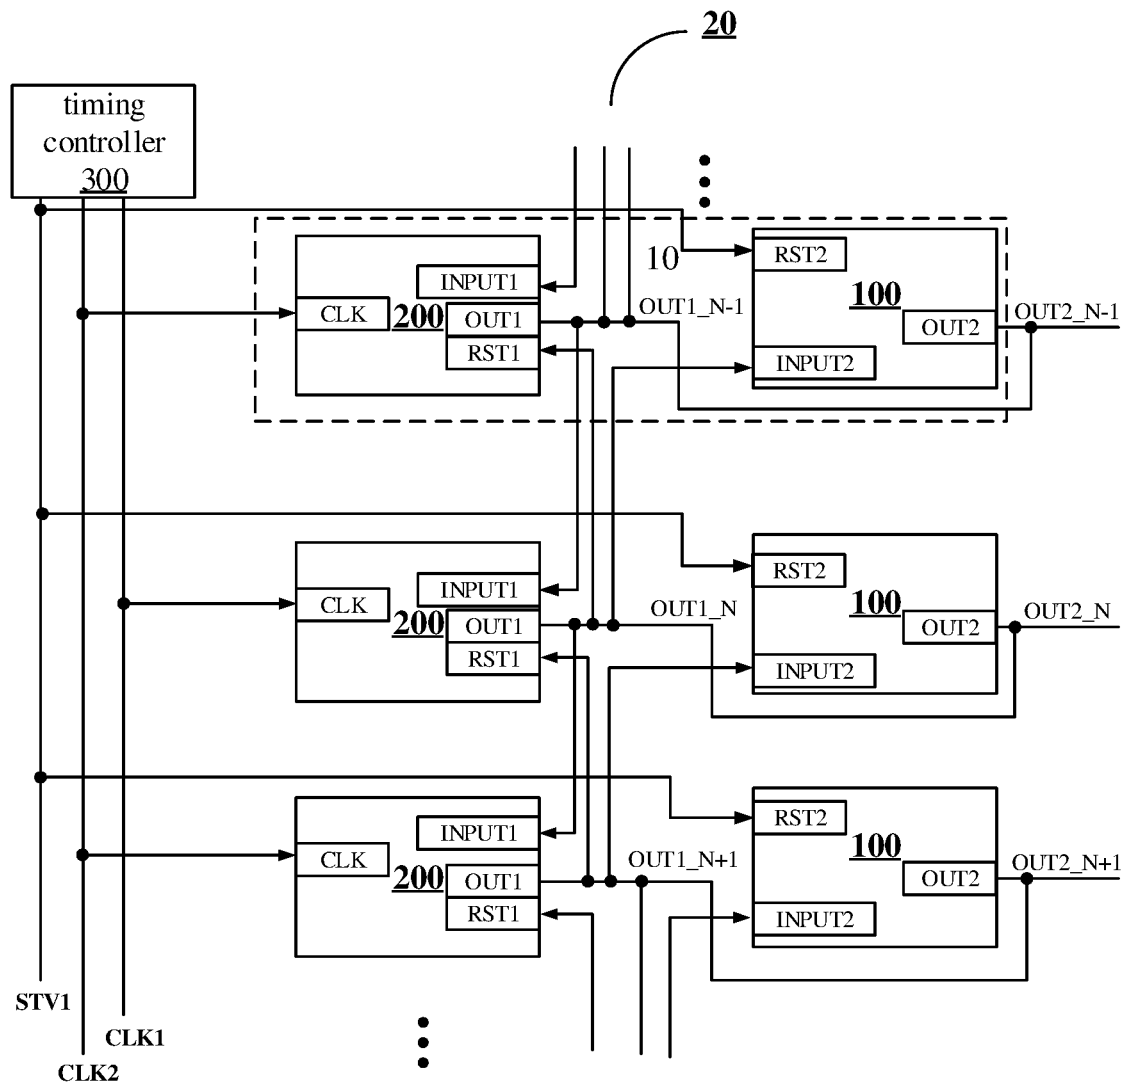 20
timing
controller
300
10
INPUT1
RST2
CLK
200
OUT1
OUT1_N-1
100
OUT2
OUT2_N-1
RST1
INPUT2
INPUT1
RST2
CLK
200
OUT1
OUT1_N
100
OUT2
OUT2_N
RST1
INPUT2
INPUT1
RST2
CLK
200
OUT1
OUT1_N+1
100
OUT2
OUT2_N+1
RST1
INPUT2
STV1
CLK1
CLK2